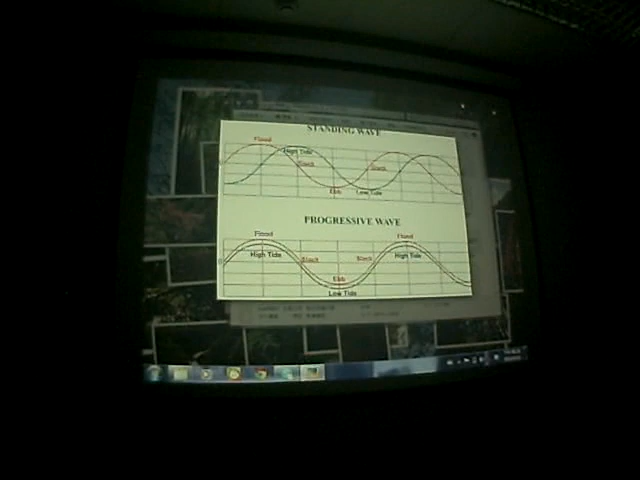 STANDING WAVE
Flood
High Tide
Slack
Slack
Ebb
Low Tide
PROGRESSIVE WAVE
Flood
Flood
High Tide
Slack
Slack
High Tide
Ebb
Low Tide